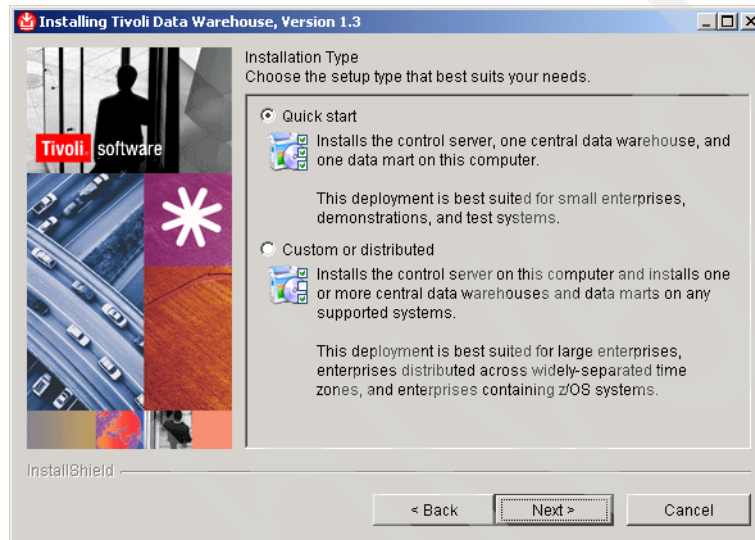 Installing Tivoli Data Warehouse, Version 1.3
Installation Type
Choose the setup type that best suits your needs.
Tivoli. software
Quick start
Installs the control server, one central data warehouse, and
one data mart on this computer.
This deployment is best suited for small enterprises,
demonstrations, and test systems.
Custom or distributed
Installs the control server on this computer and installs one
or more central data warehouses and data marts on any
supported systems.
This deployment is best suited for large enterprises,
enterprises distributed across widely-separated time
zones, and enterprises containing z/OS systems.
InstallShield
< Back Next > Cancel